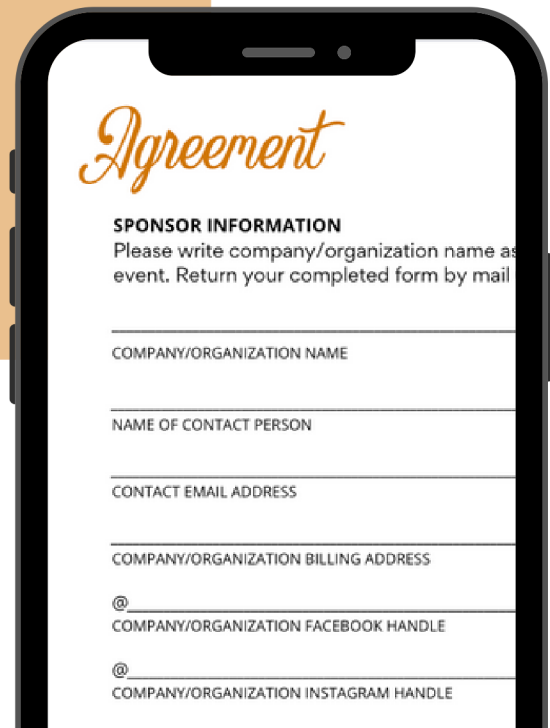 Agreement
SPONSOR INFORMATION
Please write company/organization name as
event. Return your completed form by mail
COMPANY/ORGANIZATION NAME
NAME OF CONTACT PERSON
CONTACT EMAIL ADDRESS
COMPANY/ORGANIZATION BILLING ADDRESS
@
COMPANY/ORGANIZATION FACEBOOK HANDLE
@
COMPANY/ORGANIZATION INSTAGRAM HANDLE